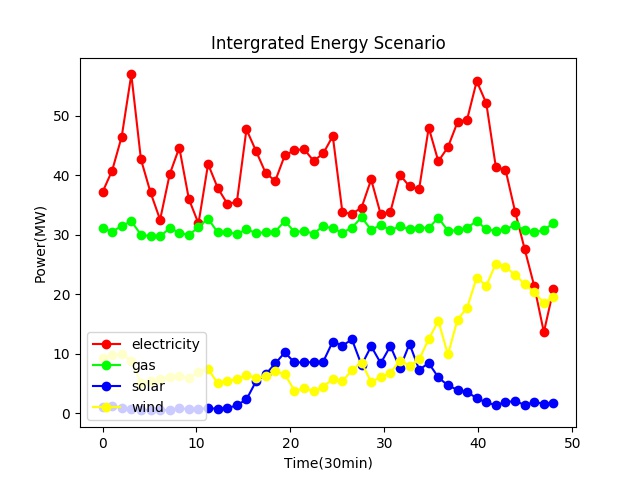 Intergrated Energy Scenario
Power(MW)
50
40
30
20
10
0
electricity
gas
solar
wind
0 10 20 30 40 50
Time(30min)